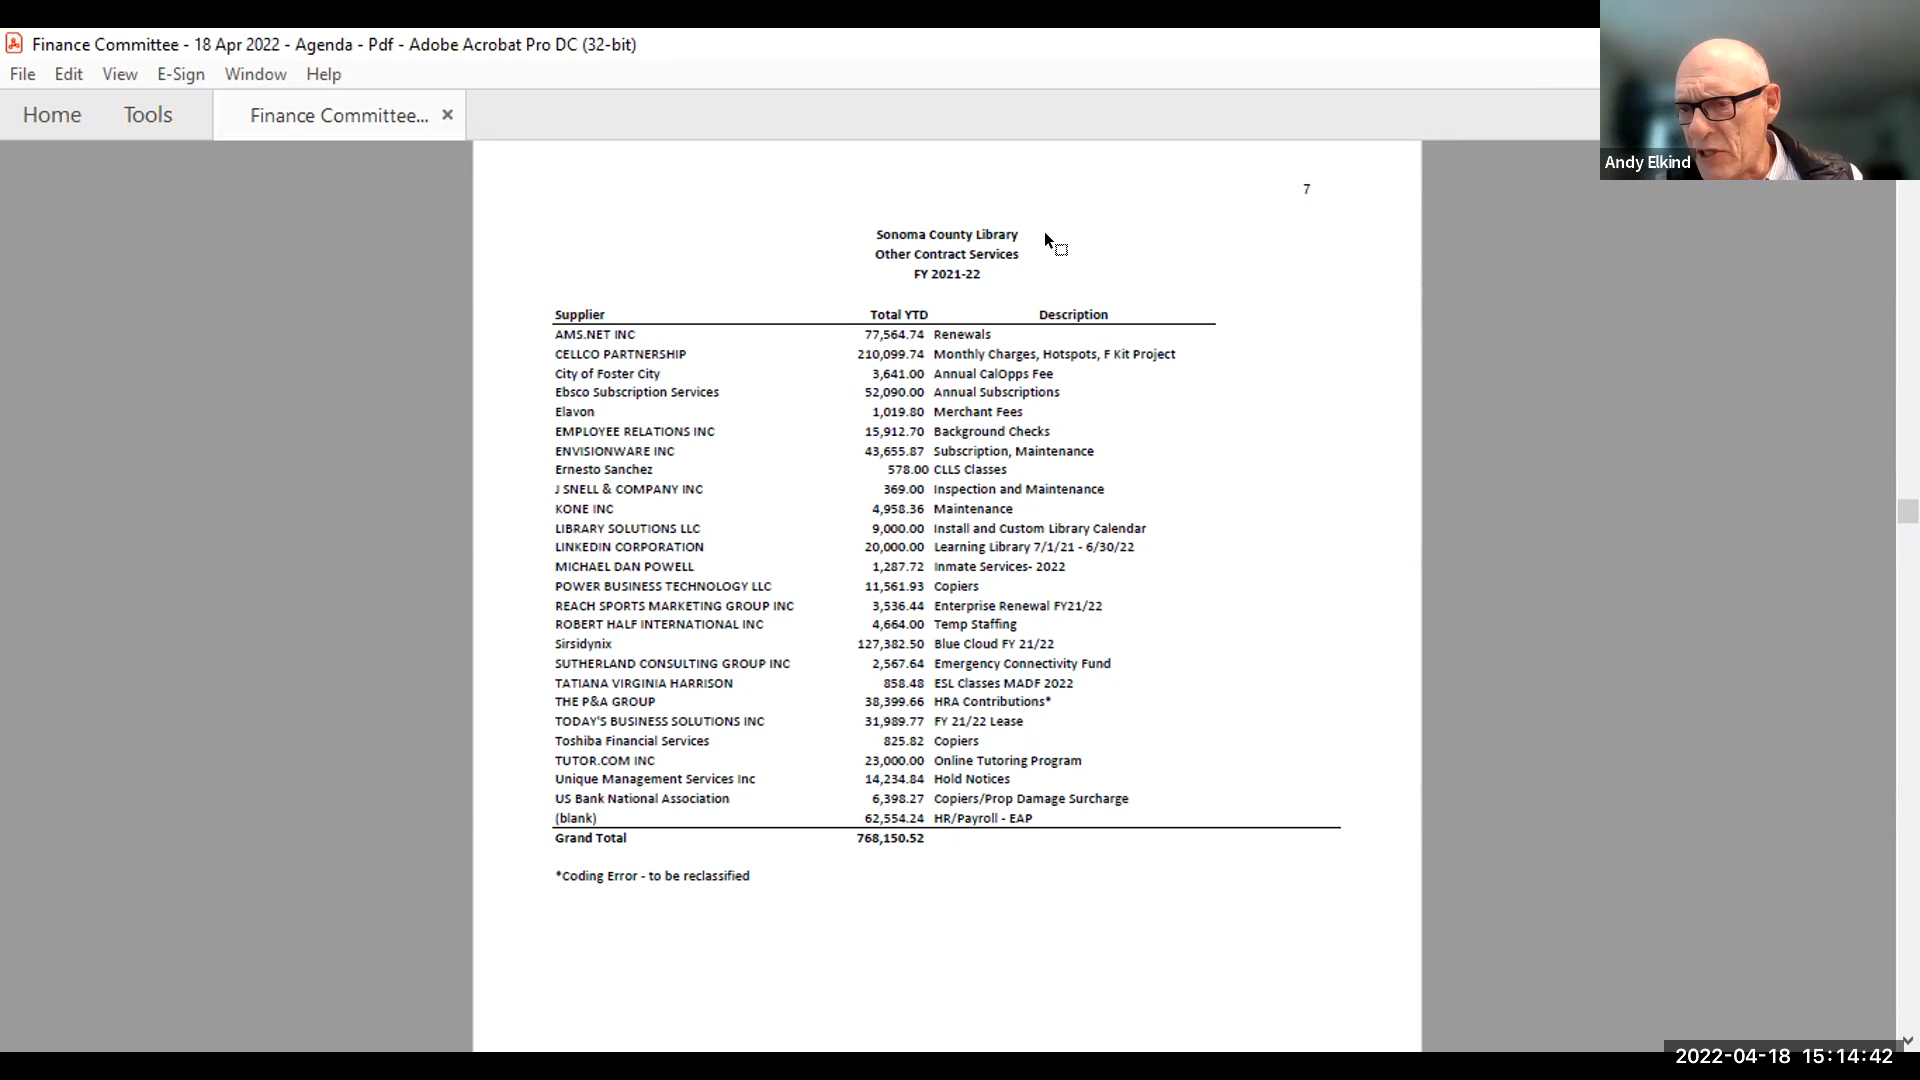 Finance Committee - 18 Apr 2022 - Agenda - Pdf - Adobe Acrobat Pro DC (32-bit)
File Edit View E-Sign Window Help
Home Tools Finance Committee... ×
Andy Elkind
7
Sonoma County Library
Other Contract Services
FY 2021-22
Supplier Total YTD Description
AMS.NET INC 77,564.74 Renewals
CELLCO PARTNERSHIP 210,099.74 Monthly Charges, Hotspots, F Kit Project
City of Foster City 3,641.00 Annual CalOpps Fee
Ebsco Subscription Services 52,090.00 Annual Subscriptions
Elavon 1,019.80 Merchant Fees
EMPLOYEE RELATIONS INC 15,912.70 Background Checks
ENVISIONWARE INC 43,655.87 Subscription, Maintenance
Ernesto Sanchez 578.00 CLLS Classes
J SNELL & COMPANY INC 369.00 Inspection and Maintenance
KONE INC 4,958.36 Maintenance
LIBRARY SOLUTIONS LLC 9,000.00 Install and Custom Library Calendar
LINKEDIN CORPORATION 20,000.00 Learning Library 7/1/21 - 6/30/22
MICHAEL DAN POWELL 1,287.72 Inmate Services- 2022
POWER BUSINESS TECHNOLOGY LLC 11,561.93 Copiers
REACH SPORTS MARKETING GROUP INC 3,536.44 Enterprise Renewal FY21/22
ROBERT HALF INTERNATIONAL INC 4,664.00 Temp Staffing
Sirsidynix 127,382.50 Blue Cloud FY 21/22
SUTHERLAND CONSULTING GROUP INC 2,567.64 Emergency Connectivity Fund
TATIANA VIRGINIA HARRISON 858.48 ESL Classes MADF 2022
THE P&A GROUP 38,399.66 HRA Contributions*
TODAY'S BUSINESS SOLUTIONS INC 31,989.77 FY 21/22 Lease
Toshiba Financial Services 825.82 Copiers
TUTOR.COM INC 23,000.00 Online Tutoring Program
Unique Management Services Inc 14,234.84 Hold Notices
US Bank National Association 6,398.27 Copiers/Prop Damage Surcharge
(blank) 62,554.24 HR/Payroll - EAP
Grand Total 768,150.52
*Coding Error - to be reclassified
2022-04-18 15:14:42